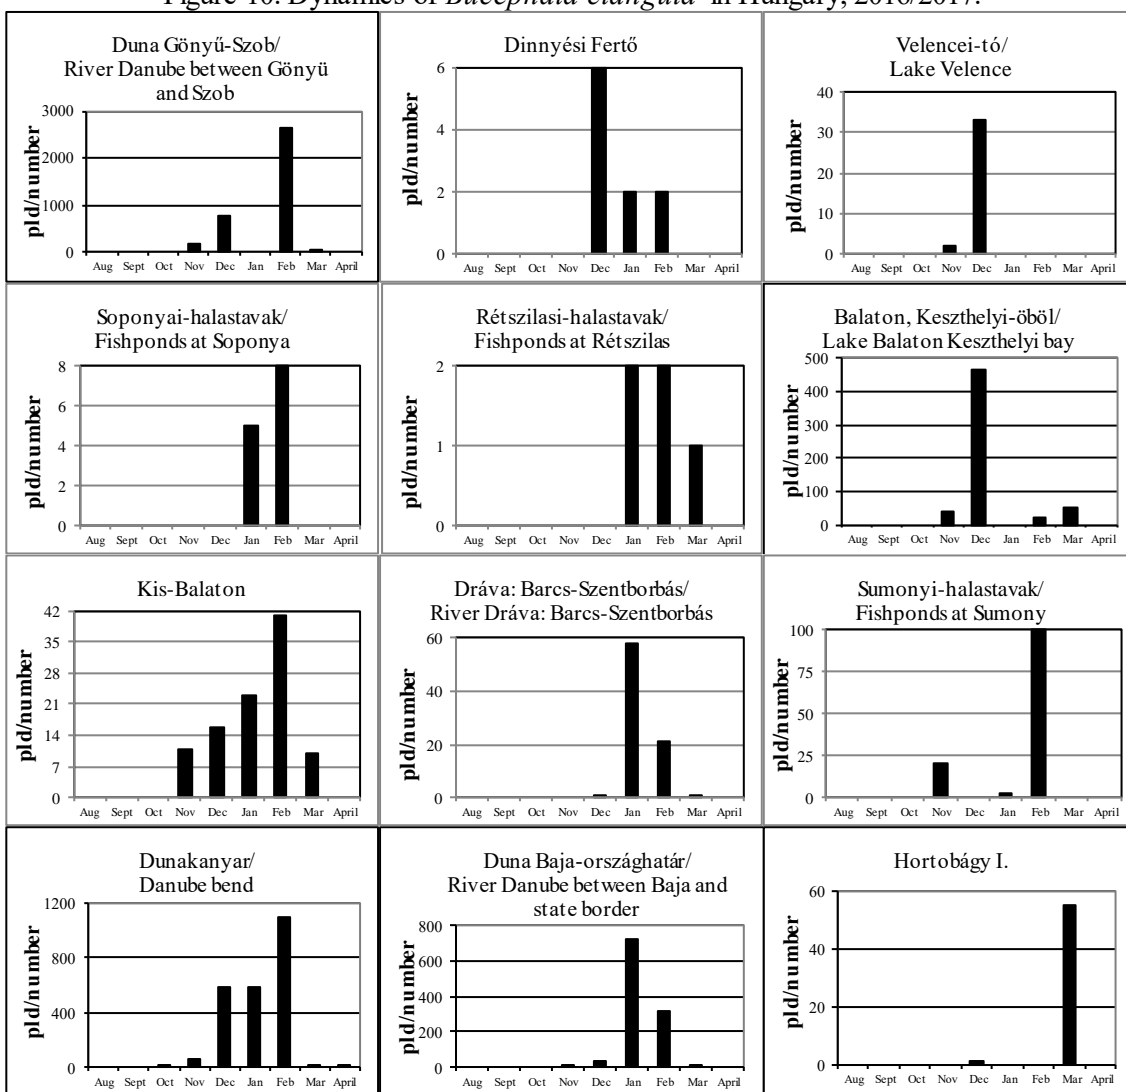 Figure 10. Dynamics of Bucephala clangula in Hungary, 2016/2017.
Duna Gönyű-Szob/
River Danube between Gönyü
and Szob
pld/number
3000
2000
1000
0
Aug Sept Oct Nov Dec Jan Feb Mar April
Dinnyési Fertő
pld/number
6
4
2
0
Aug Sept Oct Nov Dec Jan Feb Mar April
Velencei-tó/
Lake Velence
pld/number
40
30
20
10
0
Aug Sept Oct Nov Dec Jan Feb Mar April
Soponyai-halastavak/
Fishponds at Soponya
pld/number
8
6
4
2
0
Aug Sept Oct Nov Dec Jan Feb Mar April
Rétszilasi-halastavak/
Fishponds at Rétszilas
pld/number
2
1
0
Aug Sept Oct Nov Dec Jan Feb Mar April
Balaton, Keszthelyi-öböl/
Lake Balaton Keszthelyi bay
pld/number
500
400
300
200
100
0
Aug Sept Oct Nov Dec Jan Feb Mar April
Kis-Balaton
pld/number
42
35
28
21
14
7
0
Aug Sept Oct Nov Dec Jan Feb Mar April
Dráva: Barcs-Szentborbás/
River Dráva: Barcs-Szentborbás
pld/number
60
40
20
0
Aug Sept Oct Nov Dec Jan Feb Mar April
Sumonyi-halastavak/
Fishponds at Sumony
pld/number
100
75
50
25
0
Aug Sept Oct Nov Dec Jan Feb Mar April
Dunakanyar/
Danube bend
pld/number
1200
800
400
0
Aug Sept Oct Nov Dec Jan Feb Mar April
Duna Baja-országhatár/
River Danube between Baja and
state border
pld/number
800
600
400
200
0
Aug Sept Oct Nov Dec Jan Feb Mar April
Hortobágy I.
pld/number
60
40
20
0
Aug Sept Oct Nov Dec Jan Feb Mar April